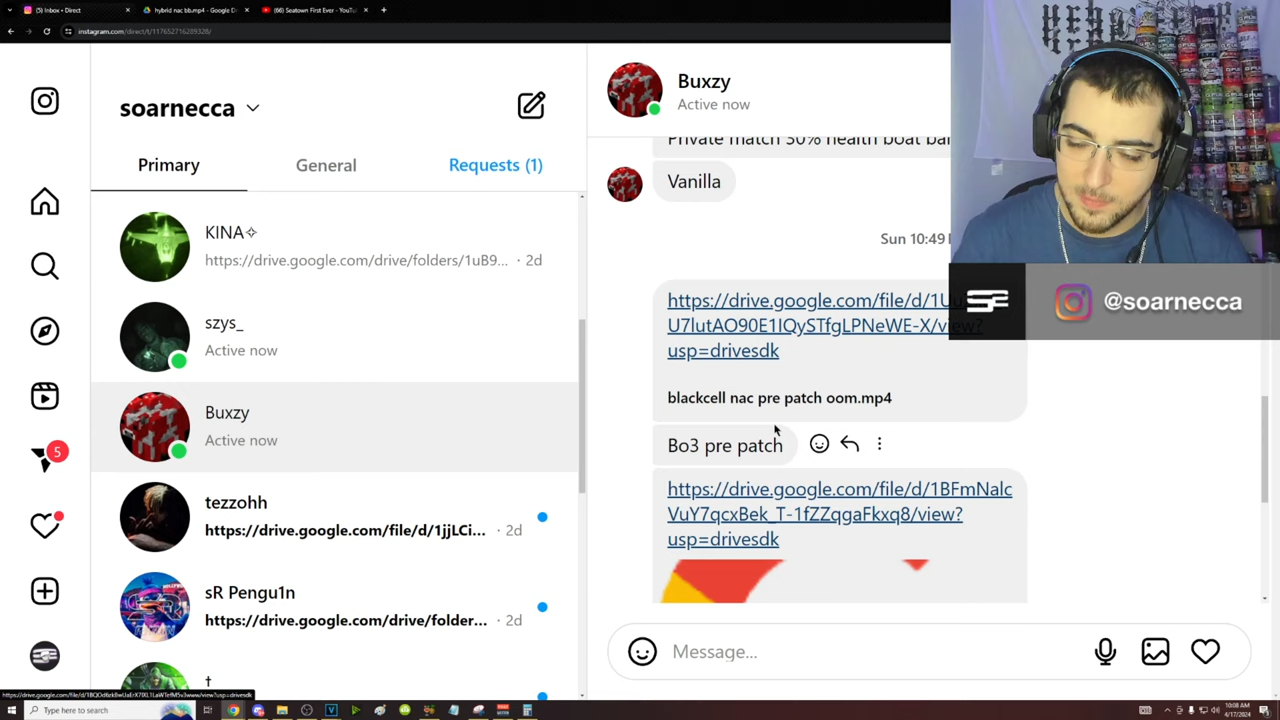 (5) Inbox • Direct
hybrid nac bb.mp4 - Google Dr
(66) Seatown First Ever - YouTu
instagram.com/direct/t/117652716289328/
soarnecca
Primary
General
Requests (1)
KINA✧
https://drive.google.com/drive/folders/1uB9... · 2d
szys_
Active now
Buxzy
Active now
tezzohh
https://drive.google.com/file/d/1jjLCi... · 2d
sR Pengu1n
https://drive.google.com/drive/folder... · 2d
5
Buxzy
Active now
Private match 30% health boat
Vanilla
Sun 10:49
https://drive.google.com/file/d/1U
U7lutAO90E1IQySTfgLPNeWE-X/view?
usp=drivesdk
blackcell nac pre patch oom.mp4
Bo3 pre patch
https://drive.google.com/file/d/1BFmNalc
VuY7qcxBek_T-1fZZqgaFkxq8/view?
usp=drivesdk
Message...
@soarnecca
Type here to search
10:08 AM
4/17/2024